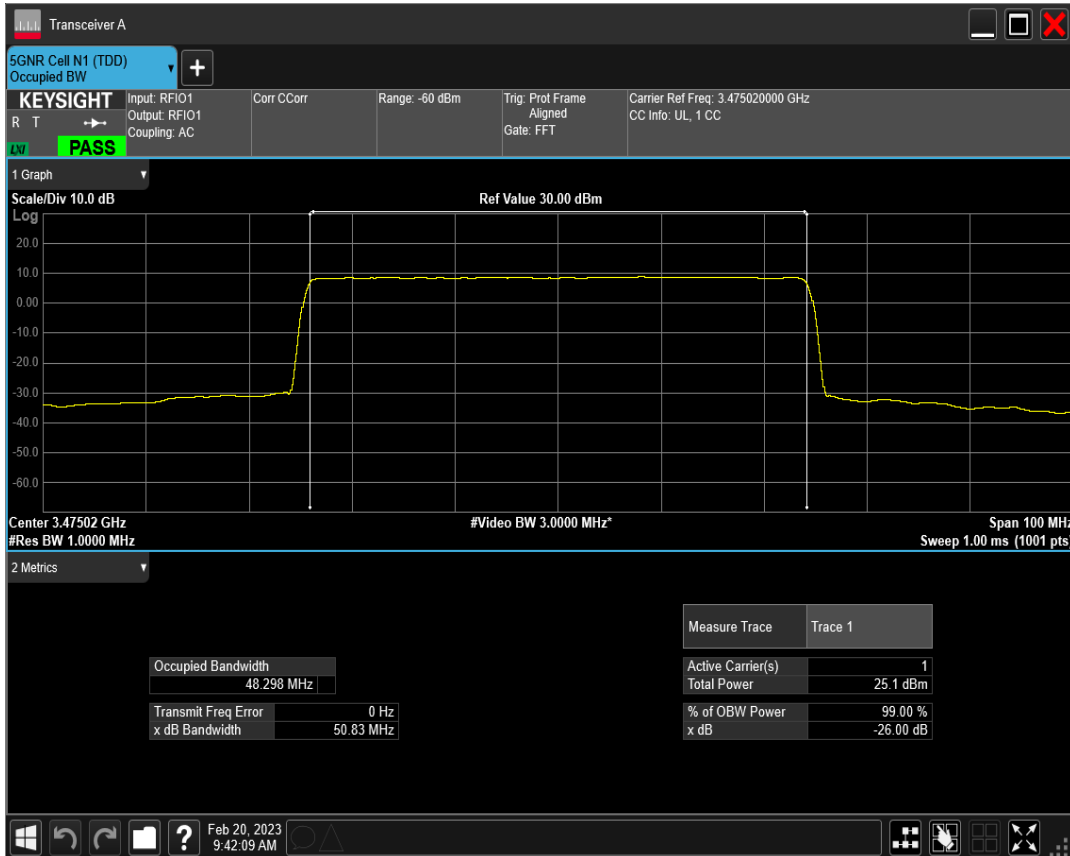 Transceiver A
5GNR Cell N1 (TDD)
Occupied BW
+
KEYSIGHT
R T
LXI
PASS
Input: RFIO1
Output: RFIO1
Coupling: AC
Corr CCorr
Range: -60 dBm
Trig: Prot Frame
Aligned
Gate: FFT
Carrier Ref Freq: 3.475020000 GHz
CC Info: UL, 1 CC
1 Graph
Scale/Div 10.0 dB
Ref Value 30.00 dBm
Log
20.0
10.0
0.00
-10.0
-20.0
-30.0
-40.0
-50.0
-60.0
Center 3.47502 GHz
#Video BW 3.0000 MHz*
Span 100 MHz
#Res BW 1.0000 MHz
Sweep 1.00 ms (1001 pts)
2 Metrics
Measure Trace Trace 1
Occupied Bandwidth
48.298 MHz
Active Carrier(s) 1
Total Power 25.1 dBm
Transmit Freq Error 0 Hz
x dB Bandwidth 50.83 MHz
% of OBW Power 99.00 %
x dB -26.00 dB
?
Feb 20, 2023
9:42:09 AM